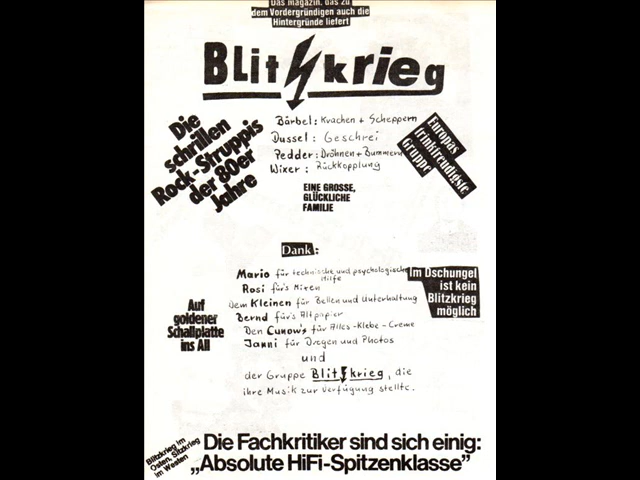 Das Magazin, das zu
dem Vordergründigen auch die
Hintergründe liefert
Blitzkrieg
Die
schrillen
Rock-Struppis
der 80er
Jahre
Bärbel: Krachen + Scheppern
Dussel: Geschrei
Pedder: Dröhnen + Bummern
Wixer: Rückkopplung
Europas
trinkfreudigste
Gruppe
EINE GROSSE,
GLÜCKLICHE
FAMILIE
Dank:
Mario für technische und psychologische
Hilfe
Rosi für's Mixen
Dem Kleinen für Bellen und Unterhaltung
Bernd für's Altpapier
Den Cunow's für Alles-Klebe-Creme
Janni für Drogen und Photos
und
der Gruppe Blitzkrieg, die
ihre Musik zur Verfügung stellte.
Im Dschungel
ist kein
Blitzkrieg
möglich
Auf
goldener
Schallplatte
ins All
Blitzkrieg im
Osten, Sitzkrieg
im Westen
Die Fachkritiker sind sich einig:
„Absolute HiFi-Spitzenklasse”